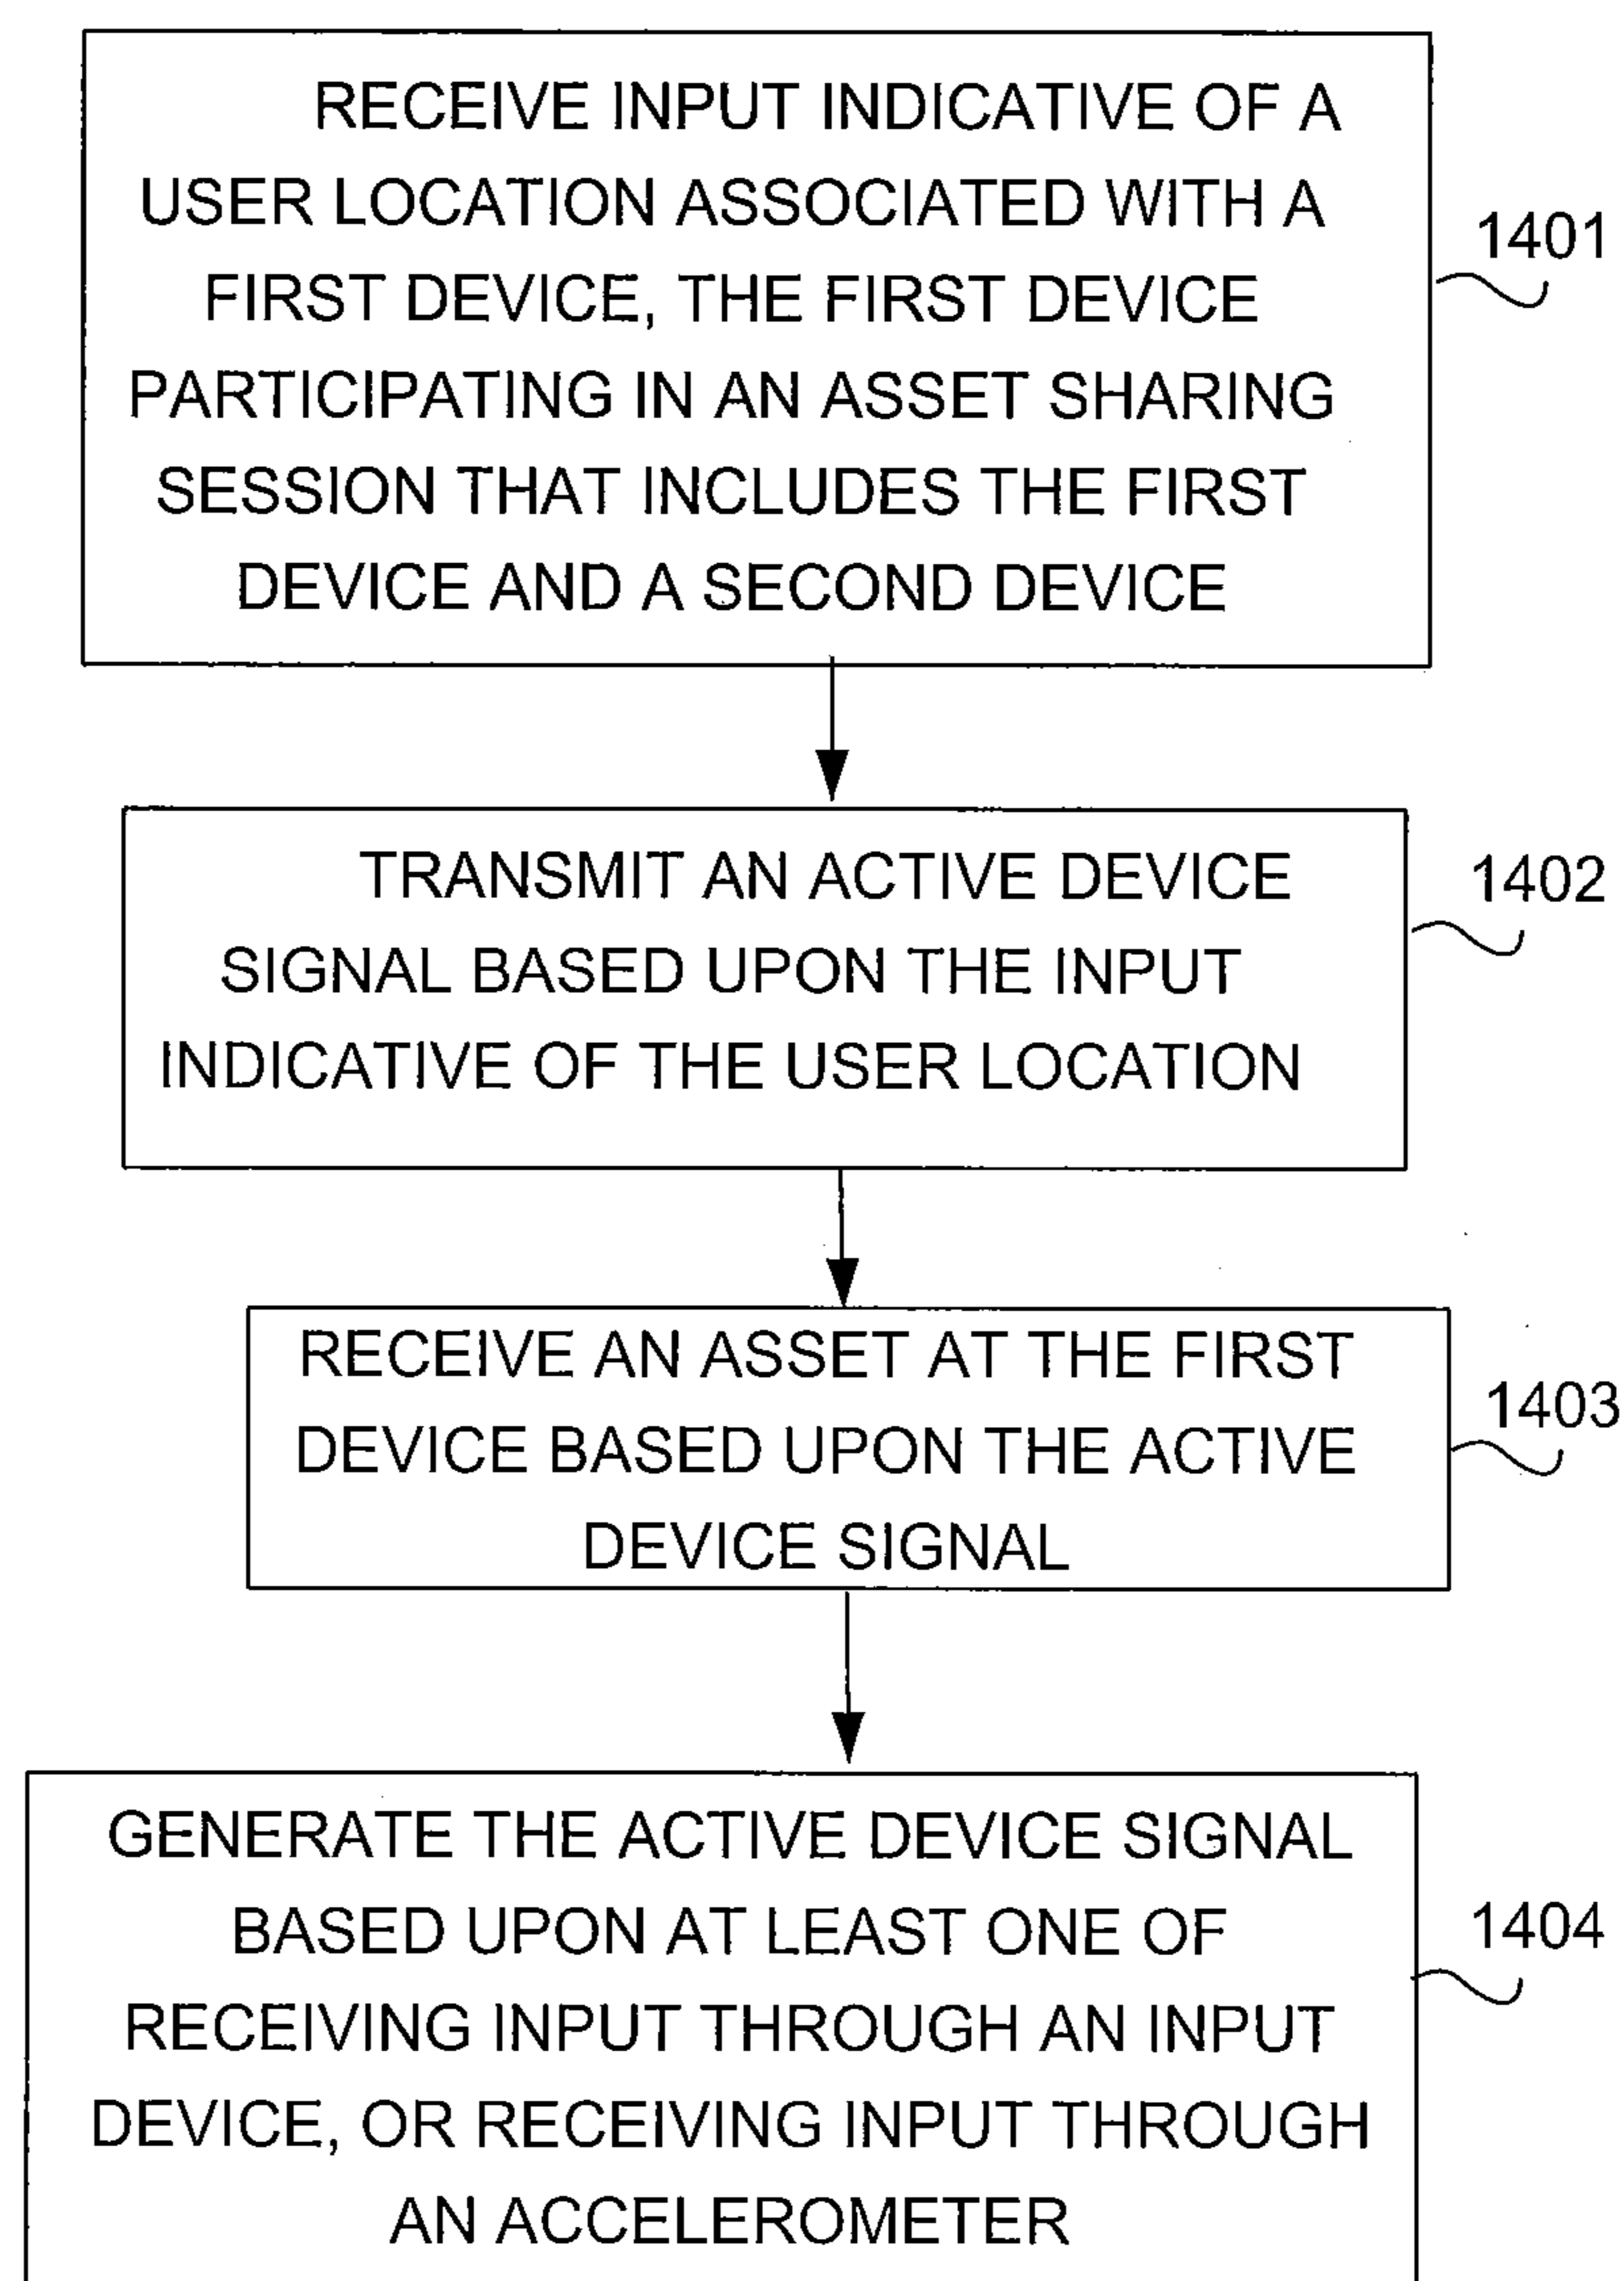 RECEIVE INPUT INDICATIVE OF A
USER LOCATION ASSOCIATED WITH A
FIRST DEVICE, THE FIRST DEVICE
PARTICIPATING IN AN ASSET SHARING
SESSION THAT INCLUDES THE FIRST
DEVICE AND A SECOND DEVICE
1401
TRANSMIT AN ACTIVE DEVICE
SIGNAL BASED UPON THE INPUT
INDICATIVE OF THE USER LOCATION
1402
RECEIVE AN ASSET AT THE FIRST
DEVICE BASED UPON THE ACTIVE
DEVICE SIGNAL
1403
GENERATE THE ACTIVE DEVICE SIGNAL
BASED UPON AT LEAST ONE OF
RECEIVING INPUT THROUGH AN INPUT
DEVICE, OR RECEIVING INPUT THROUGH
AN ACCELEROMETER
1404